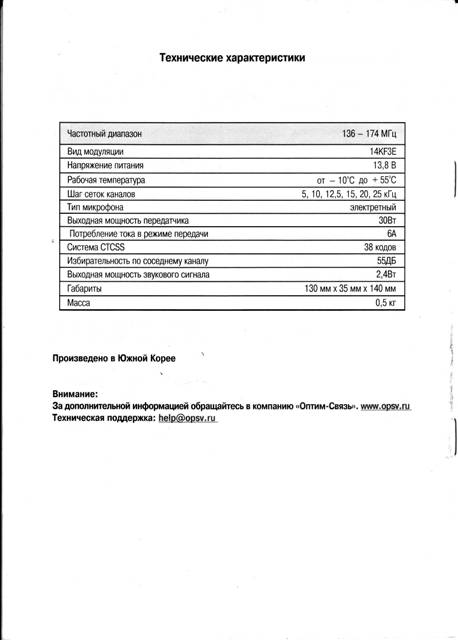 Технические характеристики
Частотный диапазон 136 – 174 МГц
Вид модуляции 14KF3E
Напряжение питания 13,8 В
Рабочая температура от – 10°С до + 55°С
Шаг сеток каналов 5, 10, 12,5, 15, 20, 25 кГц
Тип микрофона электретный
Выходная мощность передатчика 30Вт
Потребление тока в режиме передачи 6А
Система CTCSS 38 кодов
Избирательность по соседнему каналу 55ДБ
Выходная мощность звукового сигнала 2,4Вт
Габариты 130 мм х 35 мм х 140 мм
Масса 0,5 кг
Произведено в Южной Корее
Внимание:
За дополнительной информацией обращайтесь в компанию «Оптим-Связь». www.opsv.ru
Техническая поддержка: help@opsv.ru